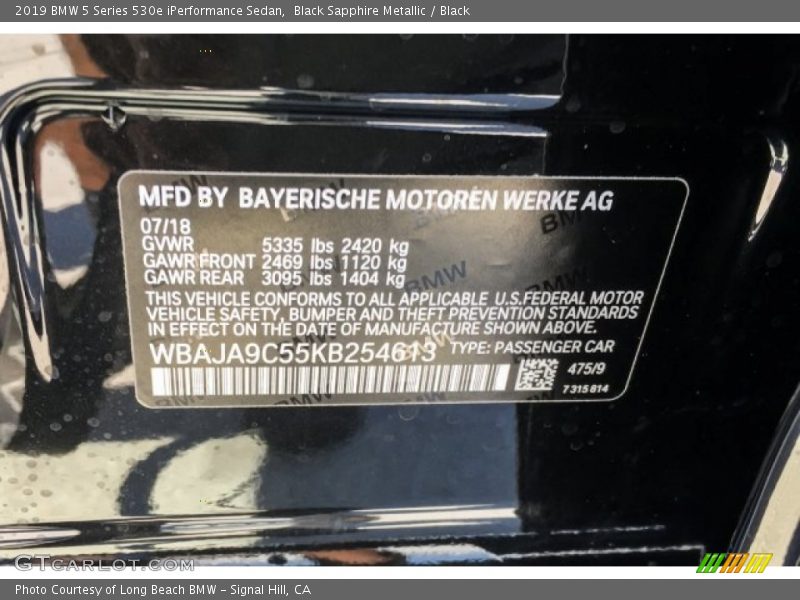 2019 BMW 5 Series 530e iPerformance Sedan,  Black Sapphire Metallic / Black
MFD BY BAYERISCHE MOTOREN WERKE AG
07/18
GVWR 5335 lbs 2420 kg
GAWR FRONT 2469 lbs 1120 kg
GAWR REAR 3095 lbs 1404 kg
THIS VEHICLE CONFORMS TO ALL APPLICABLE U.S.FEDERAL MOTOR
VEHICLE SAFETY, BUMPER AND THEFT PREVENTION STANDARDS
IN EFFECT ON THE DATE OF MANUFACTURE SHOWN ABOVE.
WBAJA9C55KB254613 TYPE: PASSENGER CAR
475/9
7315814
GTCARLOT.COM
Photo Courtesy of Long Beach BMW - Signal Hill, CA